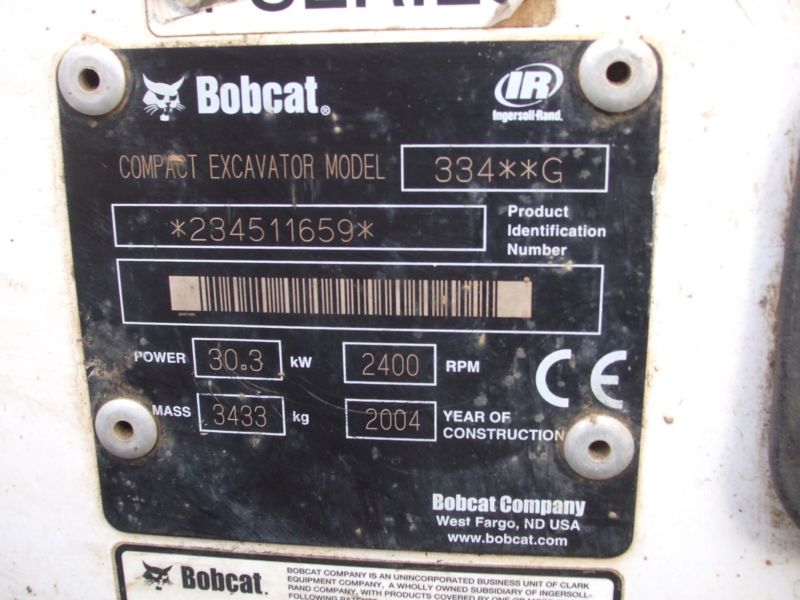 SERIES
Bobcat®
IR
Ingersoll-Rand.
COMPACT EXCAVATOR MODEL 334**G
*234511659* Product
Identification
Number
POWER 30.3 kW 2400 RPM
CE
MASS 3433 kg 2004 YEAR OF
CONSTRUCTION
Bobcat Company
West Fargo, ND USA
www.bobcat.com
Bobcat.
BOBCAT COMPANY IS AN UNINCORPORATED BUSINESS UNIT OF CLARK
EQUIPMENT COMPANY, A WHOLLY OWNED SUBSIDIARY OF INGERSOLL-
RAND COMPANY, WITH PRODUCTS COVERED BY ONE OR MORE
FOLLOWING